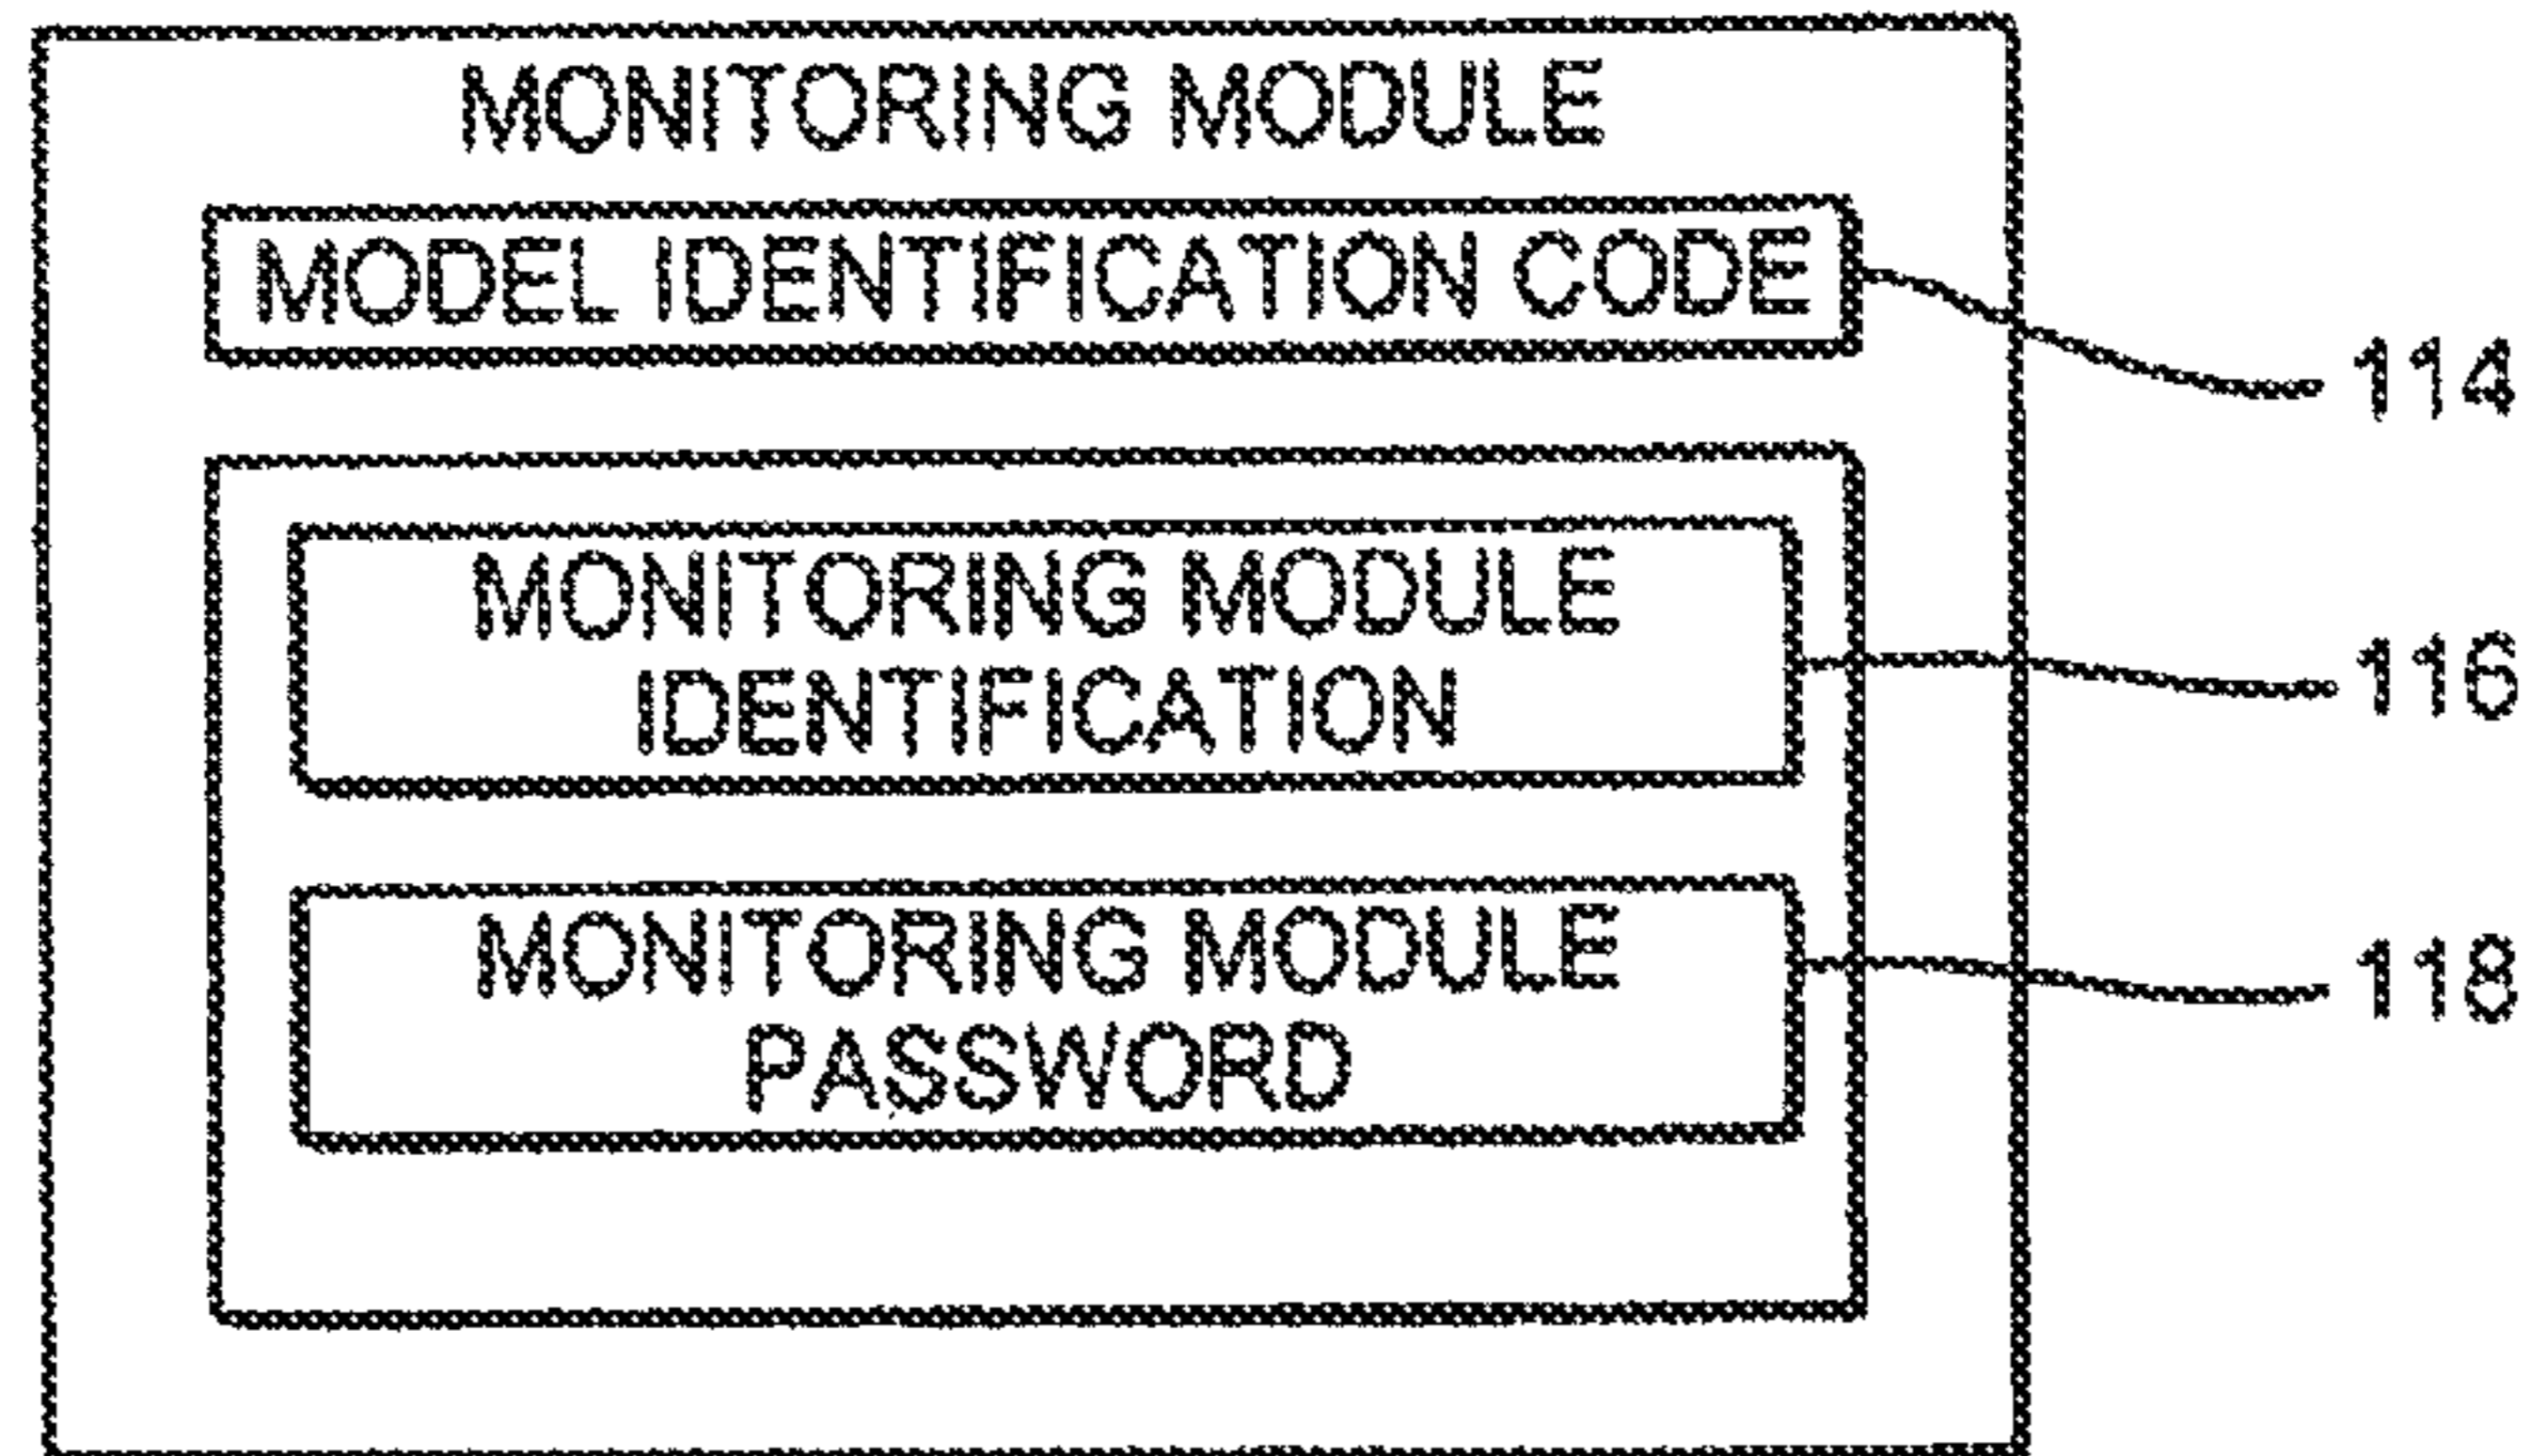 MONITORING MODULE
MODEL IDENTIFICATION CODE
114
MONITORING MODULE
IDENTIFICATION
116
MONITORING MODULE
PASSWORD
118